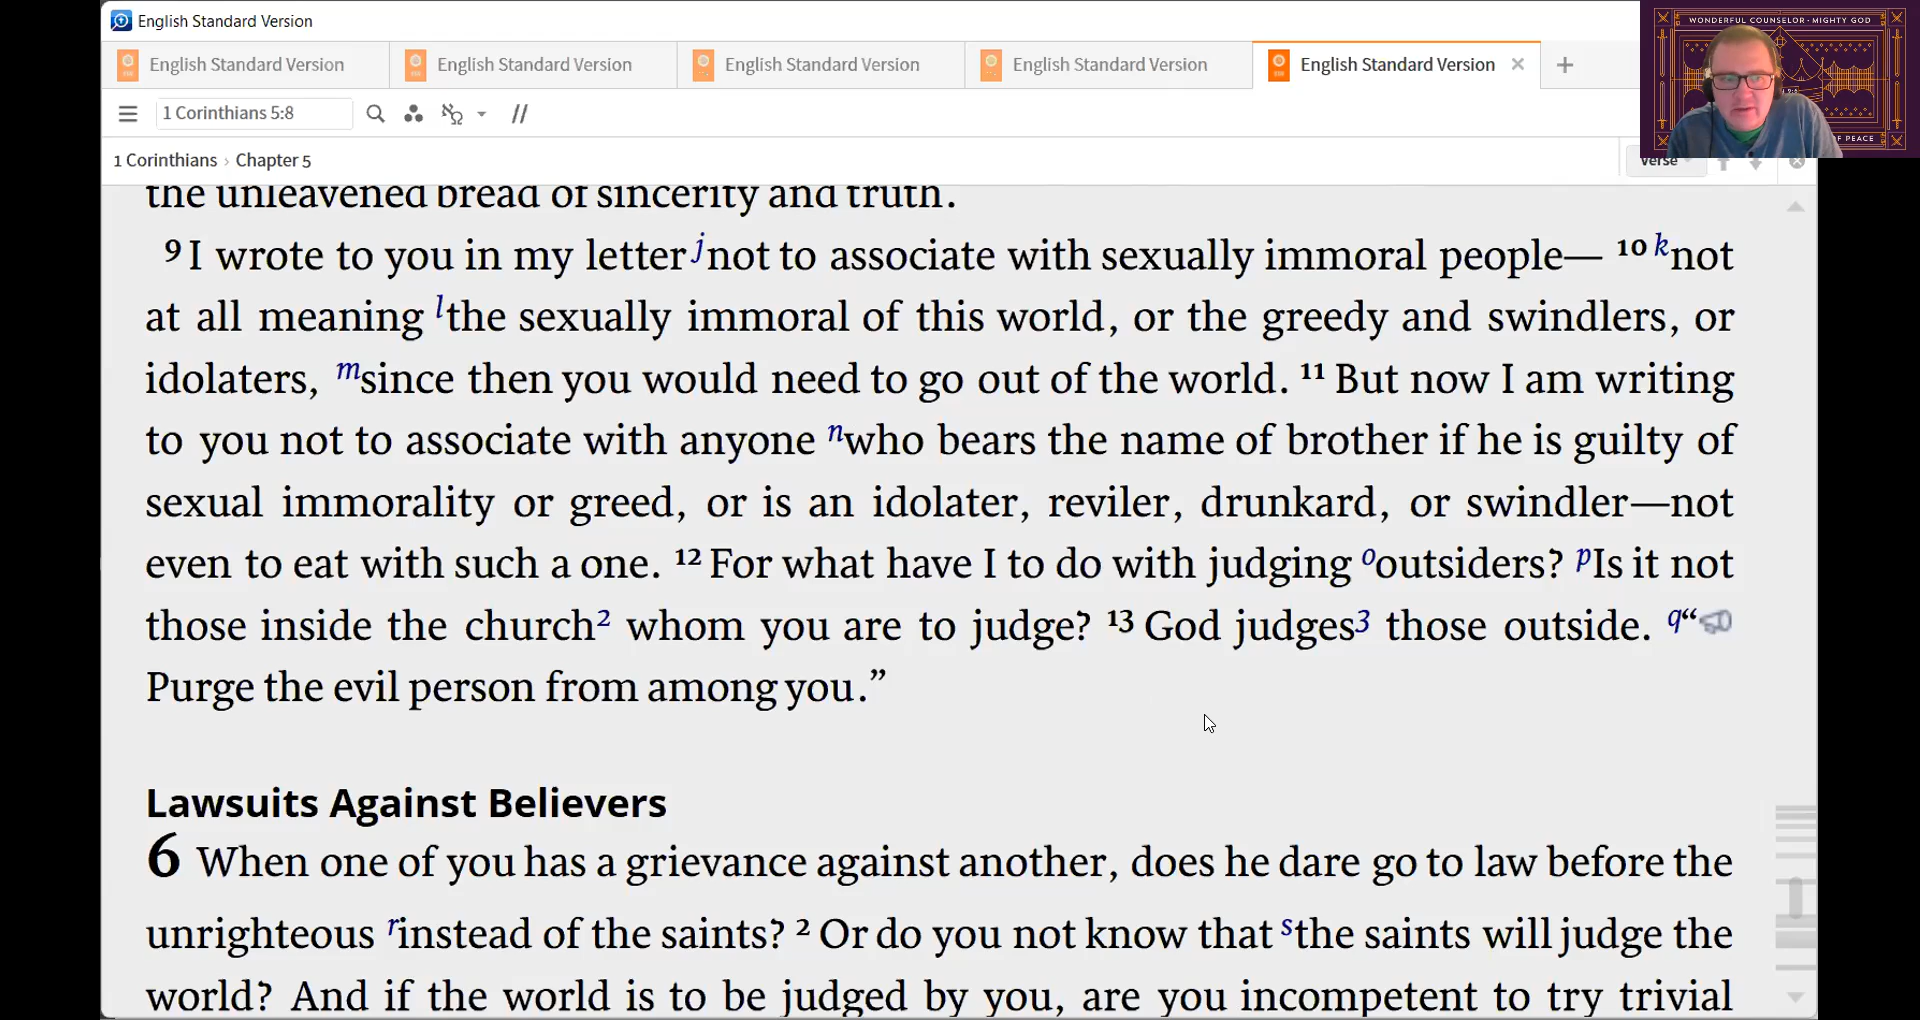 English Standard Version
English Standard Version
English Standard Version
English Standard Version
English Standard Version
English Standard Version
1 Corinthians 5:8
1 Corinthians › Chapter 5
Verse
WONDERFUL COUNSELOR · MIGHTY GOD
OF PEACE
the unleavened bread of sincerity and truth.
9 I wrote to you in my letter j not to associate with sexually immoral people— 10 k not
at all meaning l the sexually immoral of this world, or the greedy and swindlers, or
idolaters, m since then you would need to go out of the world. 11 But now I am writing
to you not to associate with anyone n who bears the name of brother if he is guilty of
sexual immorality or greed, or is an idolater, reviler, drunkard, or swindler—not
even to eat with such a one. 12 For what have I to do with judging o outsiders? p Is it not
those inside the church2 whom you are to judge? 13 God judges3 those outside. q “
Purge the evil person from among you.”
Lawsuits Against Believers
6 When one of you has a grievance against another, does he dare go to law before the
unrighteous r instead of the saints? 2 Or do you not know that s the saints will judge the
world? And if the world is to be judged by you, are you incompetent to try trivial